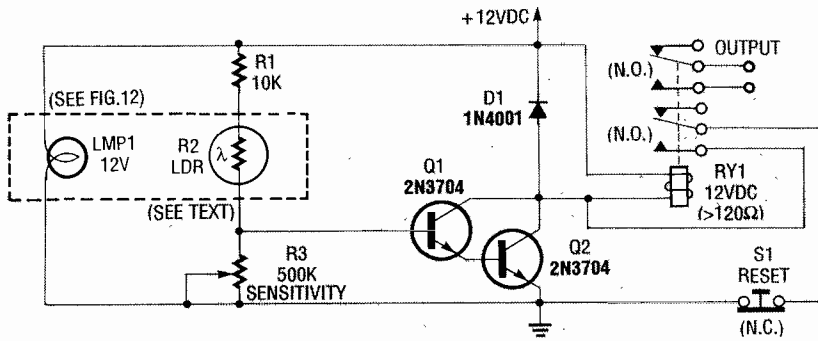 +12VDC
R1
10K
(SEE FIG.12)
LMP1
12V
R2
LDR
λ
(SEE TEXT)
R3
500K
SENSITIVITY
D1
1N4001
Q1
2N3704
Q2
2N3704
OUTPUT
(N.O.)
(N.O.)
RY1
12VDC
(>120Ω)
S1
RESET
(N.C.)